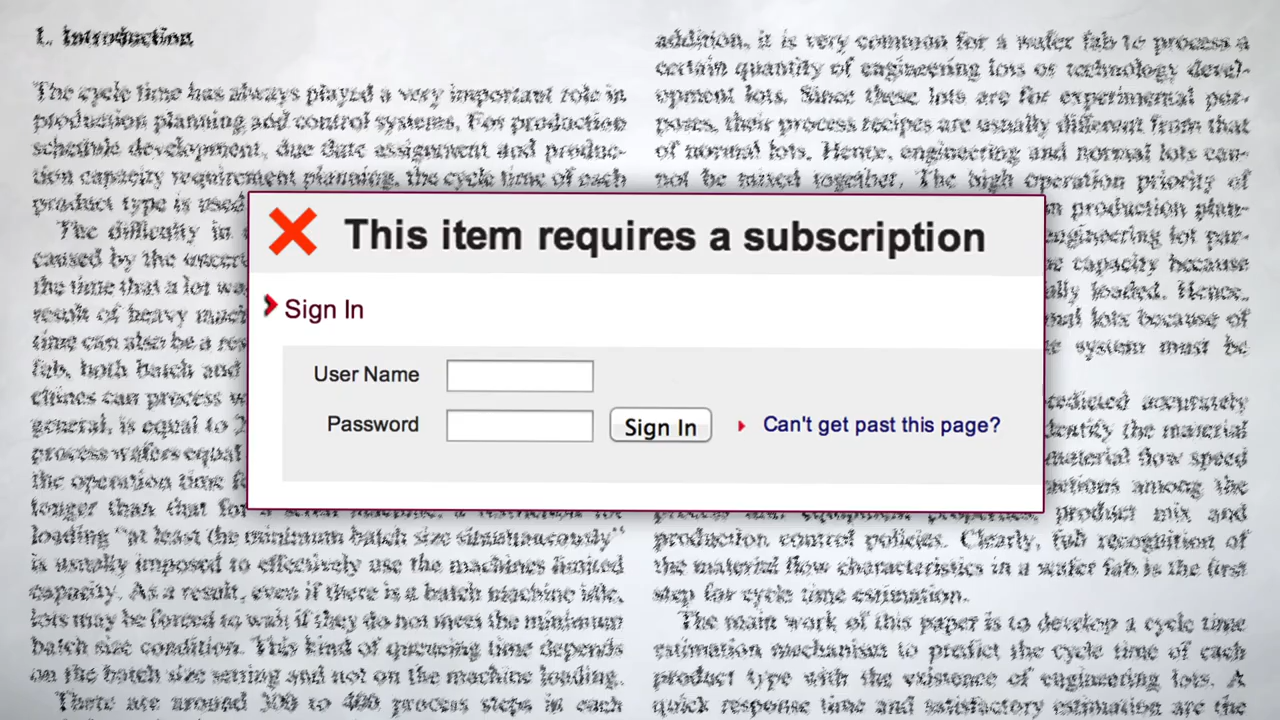 1. Introduction
The cycle time has always played a very important role in
production planning and control systems. For production
schedule development, due date assignment and produc-
tion capacity requirement planning, the cycle time of each
product type is used
The difficulty in
caused by the
the time that a lot
result of heavy
time can also be a
fab, both batch and
chines can process
general, is equal to
process wafers equal
the operation time
longer than that for a
loading "at least the minimum batch size simultaneously"
is usually imposed to effectively use the machines limited
capacity. As a result, even if there is a batch machine idle,
lots may be forced to wait if they do not meet the minimum
batch size condition. This kind of queueing time depends
on the batch size setting and not on the machine loading.
There are around 300 to 400 process steps in each
addition, it is very common for a wafer fab to process a
certain quantity of engineering lots or technology devel-
opment lots. Since these lots are for experimental pur-
poses, their process recipes are usually different from that
of normal lots. Hence, engineering and normal lots can-
not be mixed together. The high operation priority of
production plan-
engineering lot par-
capacity because
loaded. Hence,
lots because of
system must be
predicted accurately
identify the material
material flow speed
among the
process and equipment properties, product mix and
production control policies. Clearly, full recognition of
the material flow characteristics in a wafer fab is the first
step for cycle time estimation.
The main work of this paper is to develop a cycle time
estimation mechanism to predict the cycle time of each
product type with the existence of engineering lots. A
quick response time and satisfactory estimation are the
This item requires a subscription
Sign In
User Name
Password Sign In Can't get past this page?